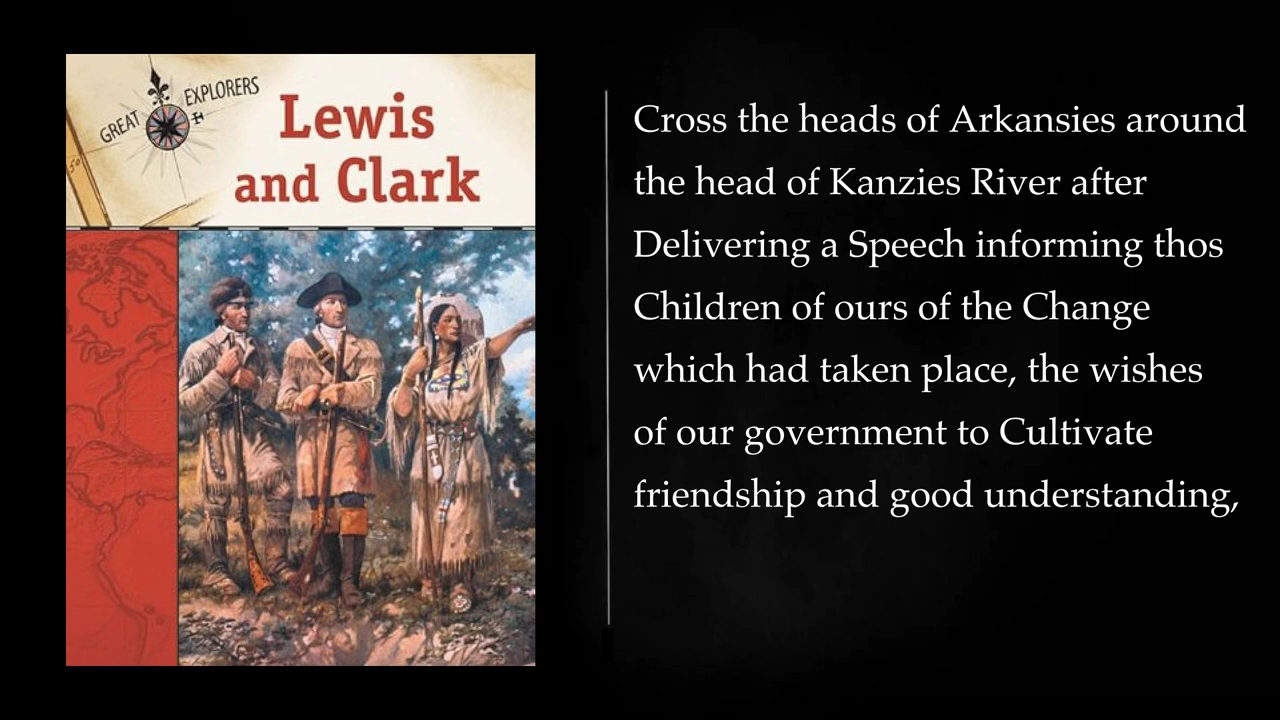 GREAT EXPLORERS
Lewis
and Clark
50
Cross the heads of Arkansies around
the head of Kanzies River after
Delivering a Speech informing thos
Children of ours of the Change
which had taken place, the wishes
of our government to Cultivate
friendship and good understanding,